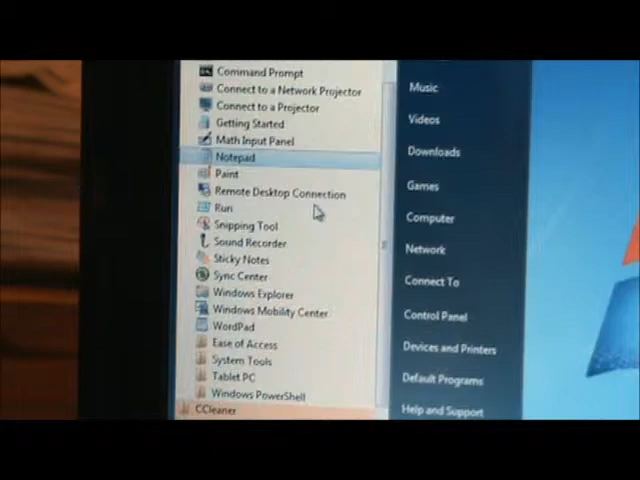 Command Prompt
Connect to a Network Projector
Connect to a Projector
Getting Started
Math Input Panel
Notepad
Paint
Remote Desktop Connection
Run
Snipping Tool
Sound Recorder
Sticky Notes
Sync Center
Windows Explorer
Windows Mobility Center
WordPad
Ease of Access
System Tools
Tablet PC
Windows PowerShell
CCleaner
Music
Videos
Downloads
Games
Computer
Network
Connect To
Control Panel
Devices and Printers
Default Programs
Help and Support